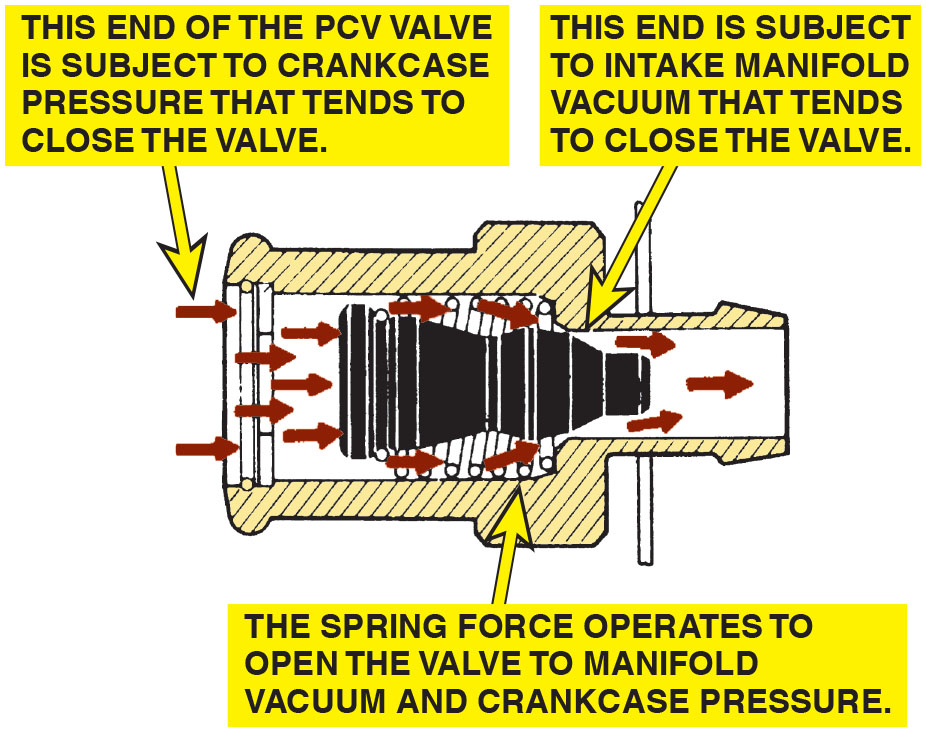 THIS END OF THE PCV VALVE
IS SUBJECT TO CRANKCASE
PRESSURE THAT TENDS TO
CLOSE THE VALVE.
THIS END IS SUBJECT
TO INTAKE MANIFOLD
VACUUM THAT TENDS
TO CLOSE THE VALVE.
THE SPRING FORCE OPERATES TO
OPEN THE VALVE TO MANIFOLD
VACUUM AND CRANKCASE PRESSURE.